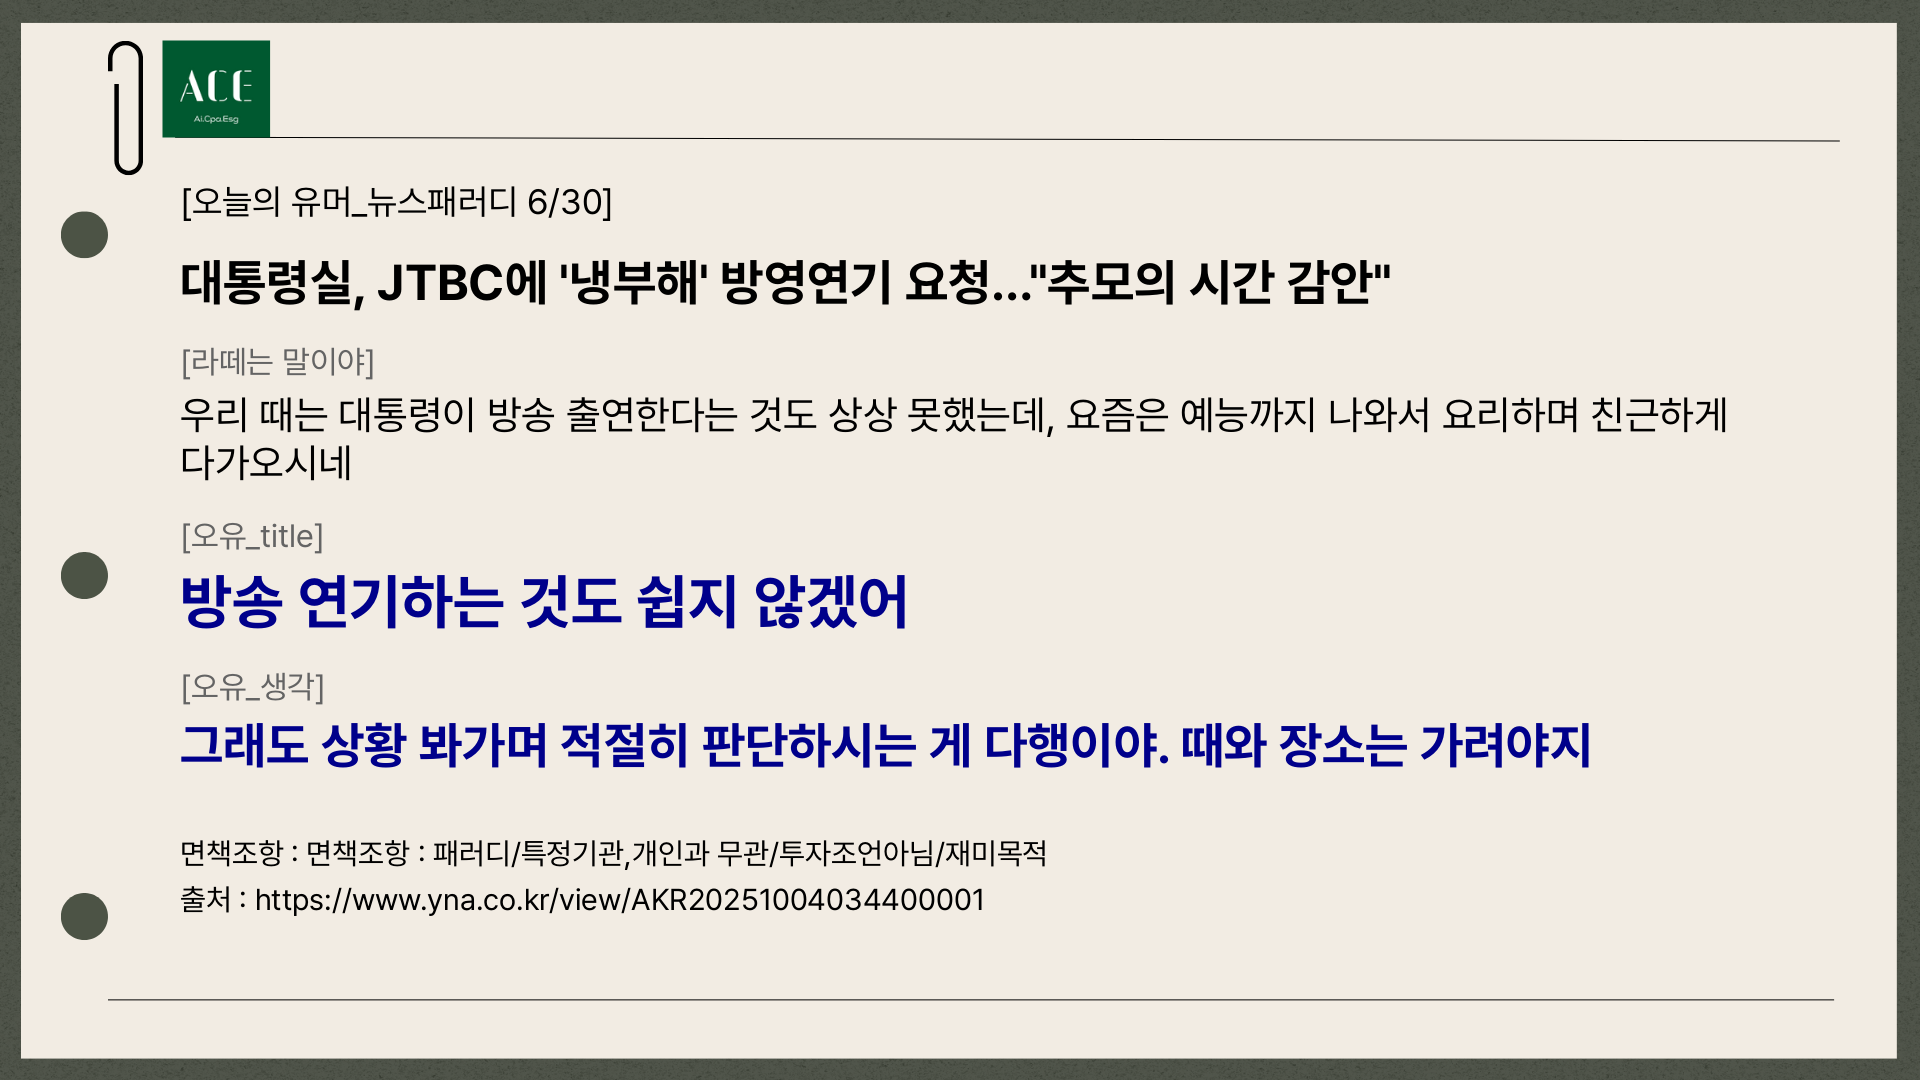 ACE
Ai.Cpa.Esg
[오늘의 유머_뉴스패러디 6/30]
대통령실, JTBC에 '냉부해' 방영연기 요청..."추모의 시간 감안"
[라떼는 말이야]
우리 때는 대통령이 방송 출연한다는 것도 상상 못했는데, 요즘은 예능까지 나와서 요리하며 친근하게
다가오시네
[오유_title]
방송 연기하는 것도 쉽지 않겠어
[오유_생각]
그래도 상황 봐가며 적절히 판단하시는 게 다행이야. 때와 장소는 가려야지
면책조항 : 면책조항 : 패러디/특정기관,개인과 무관/투자조언아님/재미목적
출처 : https://www.yna.co.kr/view/AKR20251004034400001